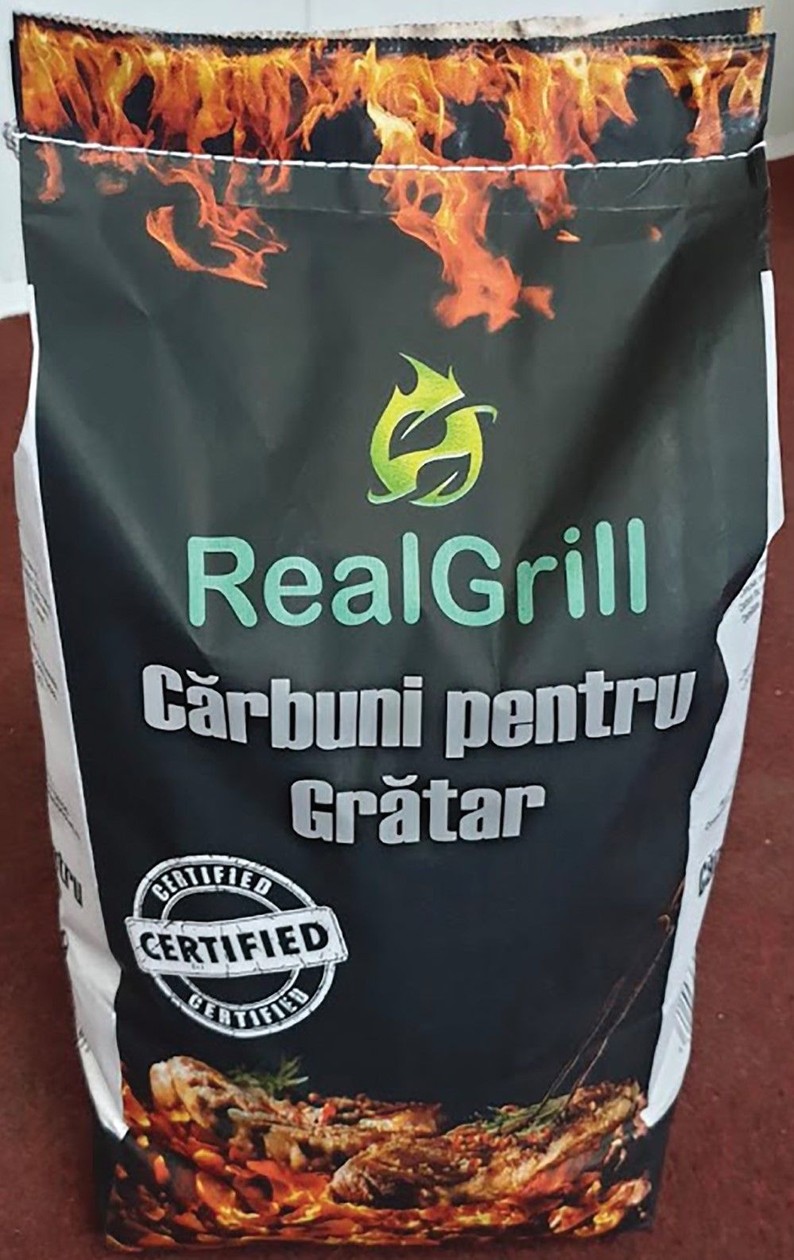 RealGrill
Cărbuni pentru
Grătar
CERTIFIED
CERTIFIED
CERTIFIED